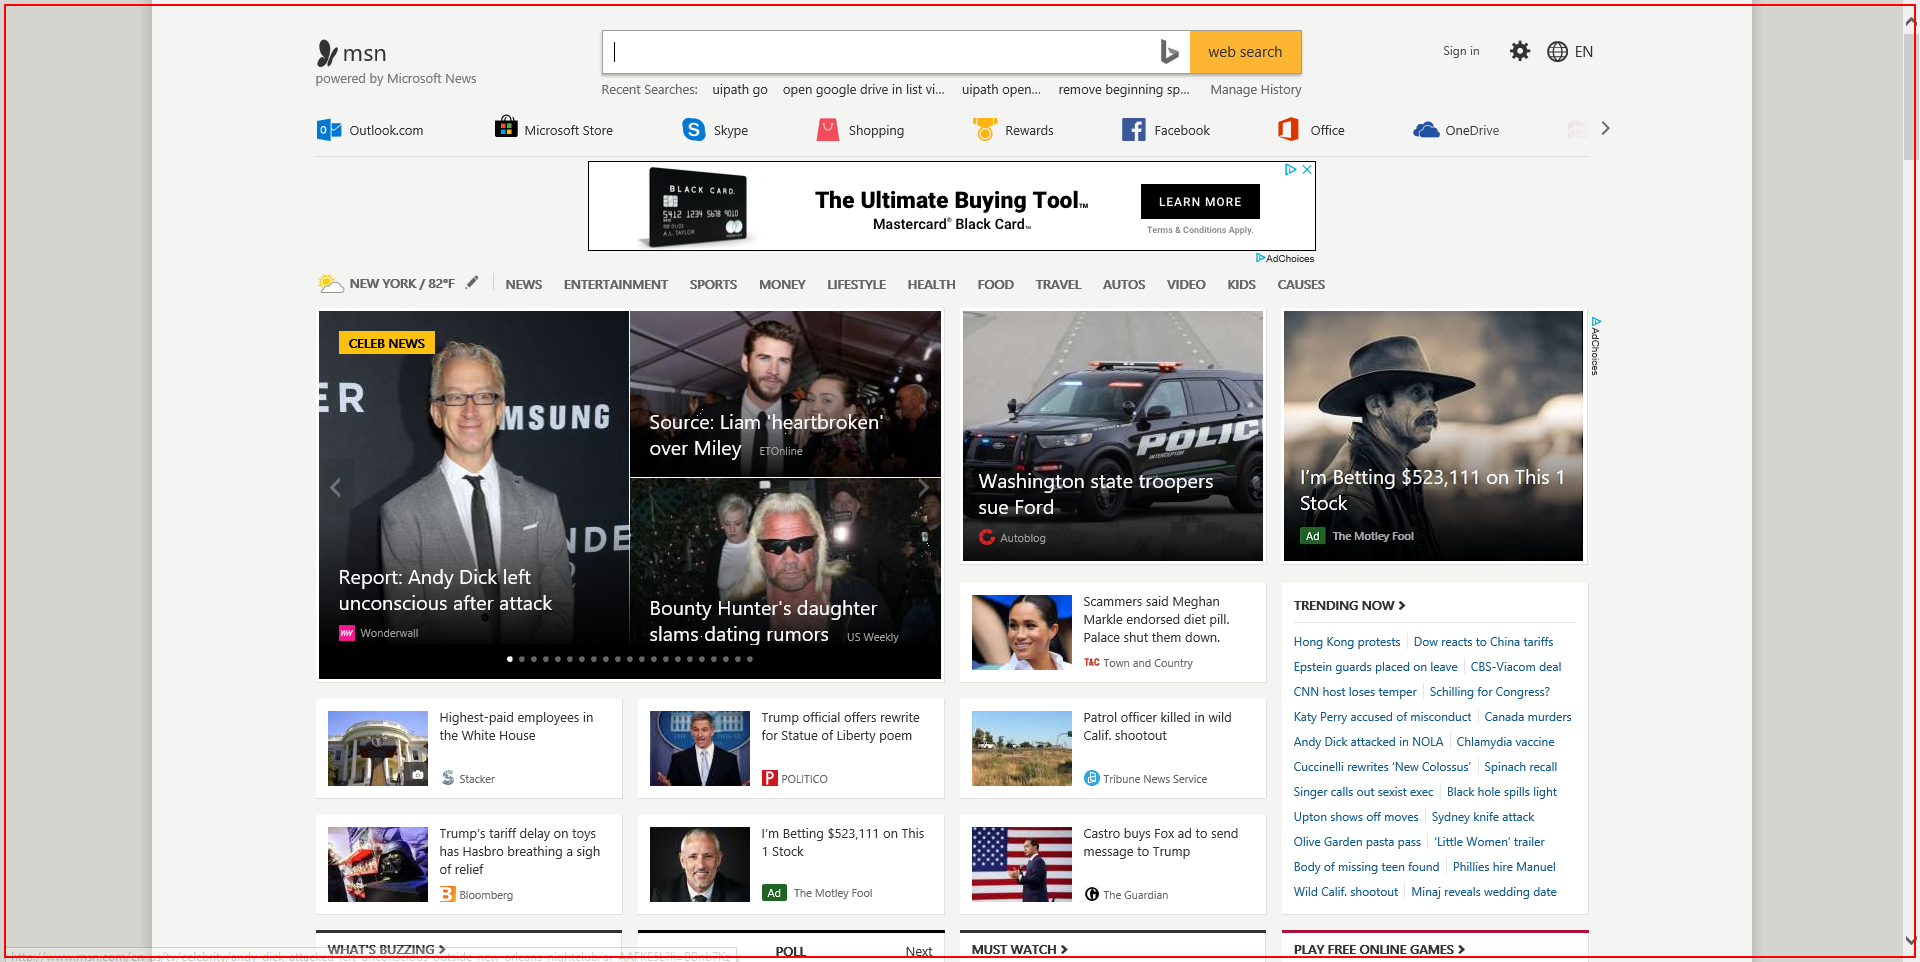 msn
powered by Microsoft News
web search
Sign in
EN
Recent Searches: uipath go open google drive in list vi... uipath open... remove beginning sp... Manage History
Outlook.com Microsoft Store Skype Shopping Rewards Facebook Office OneDrive
BLACK CARD.
5412 1234 5678 9010
A.L. TAYLOR
The Ultimate Buying Tool™
Mastercard® Black Card™
LEARN MORE
Terms & Conditions Apply.
AdChoices
NEW YORK / 82°F NEWS ENTERTAINMENT SPORTS MONEY LIFESTYLE HEALTH FOOD TRAVEL AUTOS VIDEO KIDS CAUSES
CELEB NEWS
ER
MSUNG
NDE
Report: Andy Dick left
unconscious after attack
Wonderwall
Source: Liam 'heartbroken'
over Miley ETOnline
Bounty Hunter's daughter
slams dating rumors US Weekly
POLIC
INTERCEPTOR
Washington state troopers
sue Ford
Autoblog
I'm Betting $523,111 on This 1
Stock
Ad The Motley Fool
AdChoices
Scammers said Meghan
Markle endorsed diet pill.
Palace shut them down.
T&C Town and Country
Highest-paid employees in
the White House
Stacker
Trump official offers rewrite
for Statue of Liberty poem
POLITICO
Patrol officer killed in wild
Calif. shootout
Tribune News Service
Trump's tariff delay on toys
has Hasbro breathing a sigh
of relief
Bloomberg
I'm Betting $523,111 on This
1 Stock
Ad The Motley Fool
Castro buys Fox ad to send
message to Trump
The Guardian
TRENDING NOW
Hong Kong protests Dow reacts to China tariffs
Epstein guards placed on leave CBS-Viacom deal
CNN host loses temper Schilling for Congress?
Katy Perry accused of misconduct Canada murders
Andy Dick attacked in NOLA Chlamydia vaccine
Cuccinelli rewrites 'New Colossus' Spinach recall
Singer calls out sexist exec Black hole spills light
Upton shows off moves Sydney knife attack
Olive Garden pasta pass 'Little Women' trailer
Body of missing teen found Phillies hire Manuel
Wild Calif. shootout Minaj reveals wedding date
WHAT'S BUZZING
POLL Next
MUST WATCH
PLAY FREE ONLINE GAMES